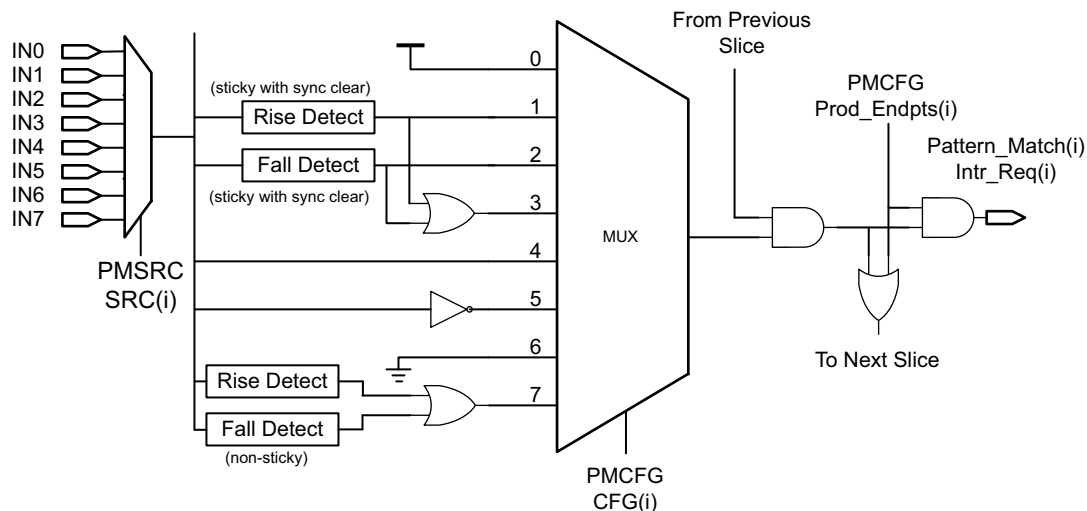 From Previous
Slice
IN0
IN1
IN2
IN3
IN4
IN5
IN6
IN7
PMSRC
SRC(i)
(sticky with sync clear)
Rise Detect
Fall Detect
(sticky with sync clear)
Rise Detect
Fall Detect
(non-sticky)
0
1
2
3
4
5
6
7
MUX
PMCFG
CFG(i)
PMCFG
Prod_Endpts(i)
Pattern_Match(i)
Intr_Req(i)
To Next Slice